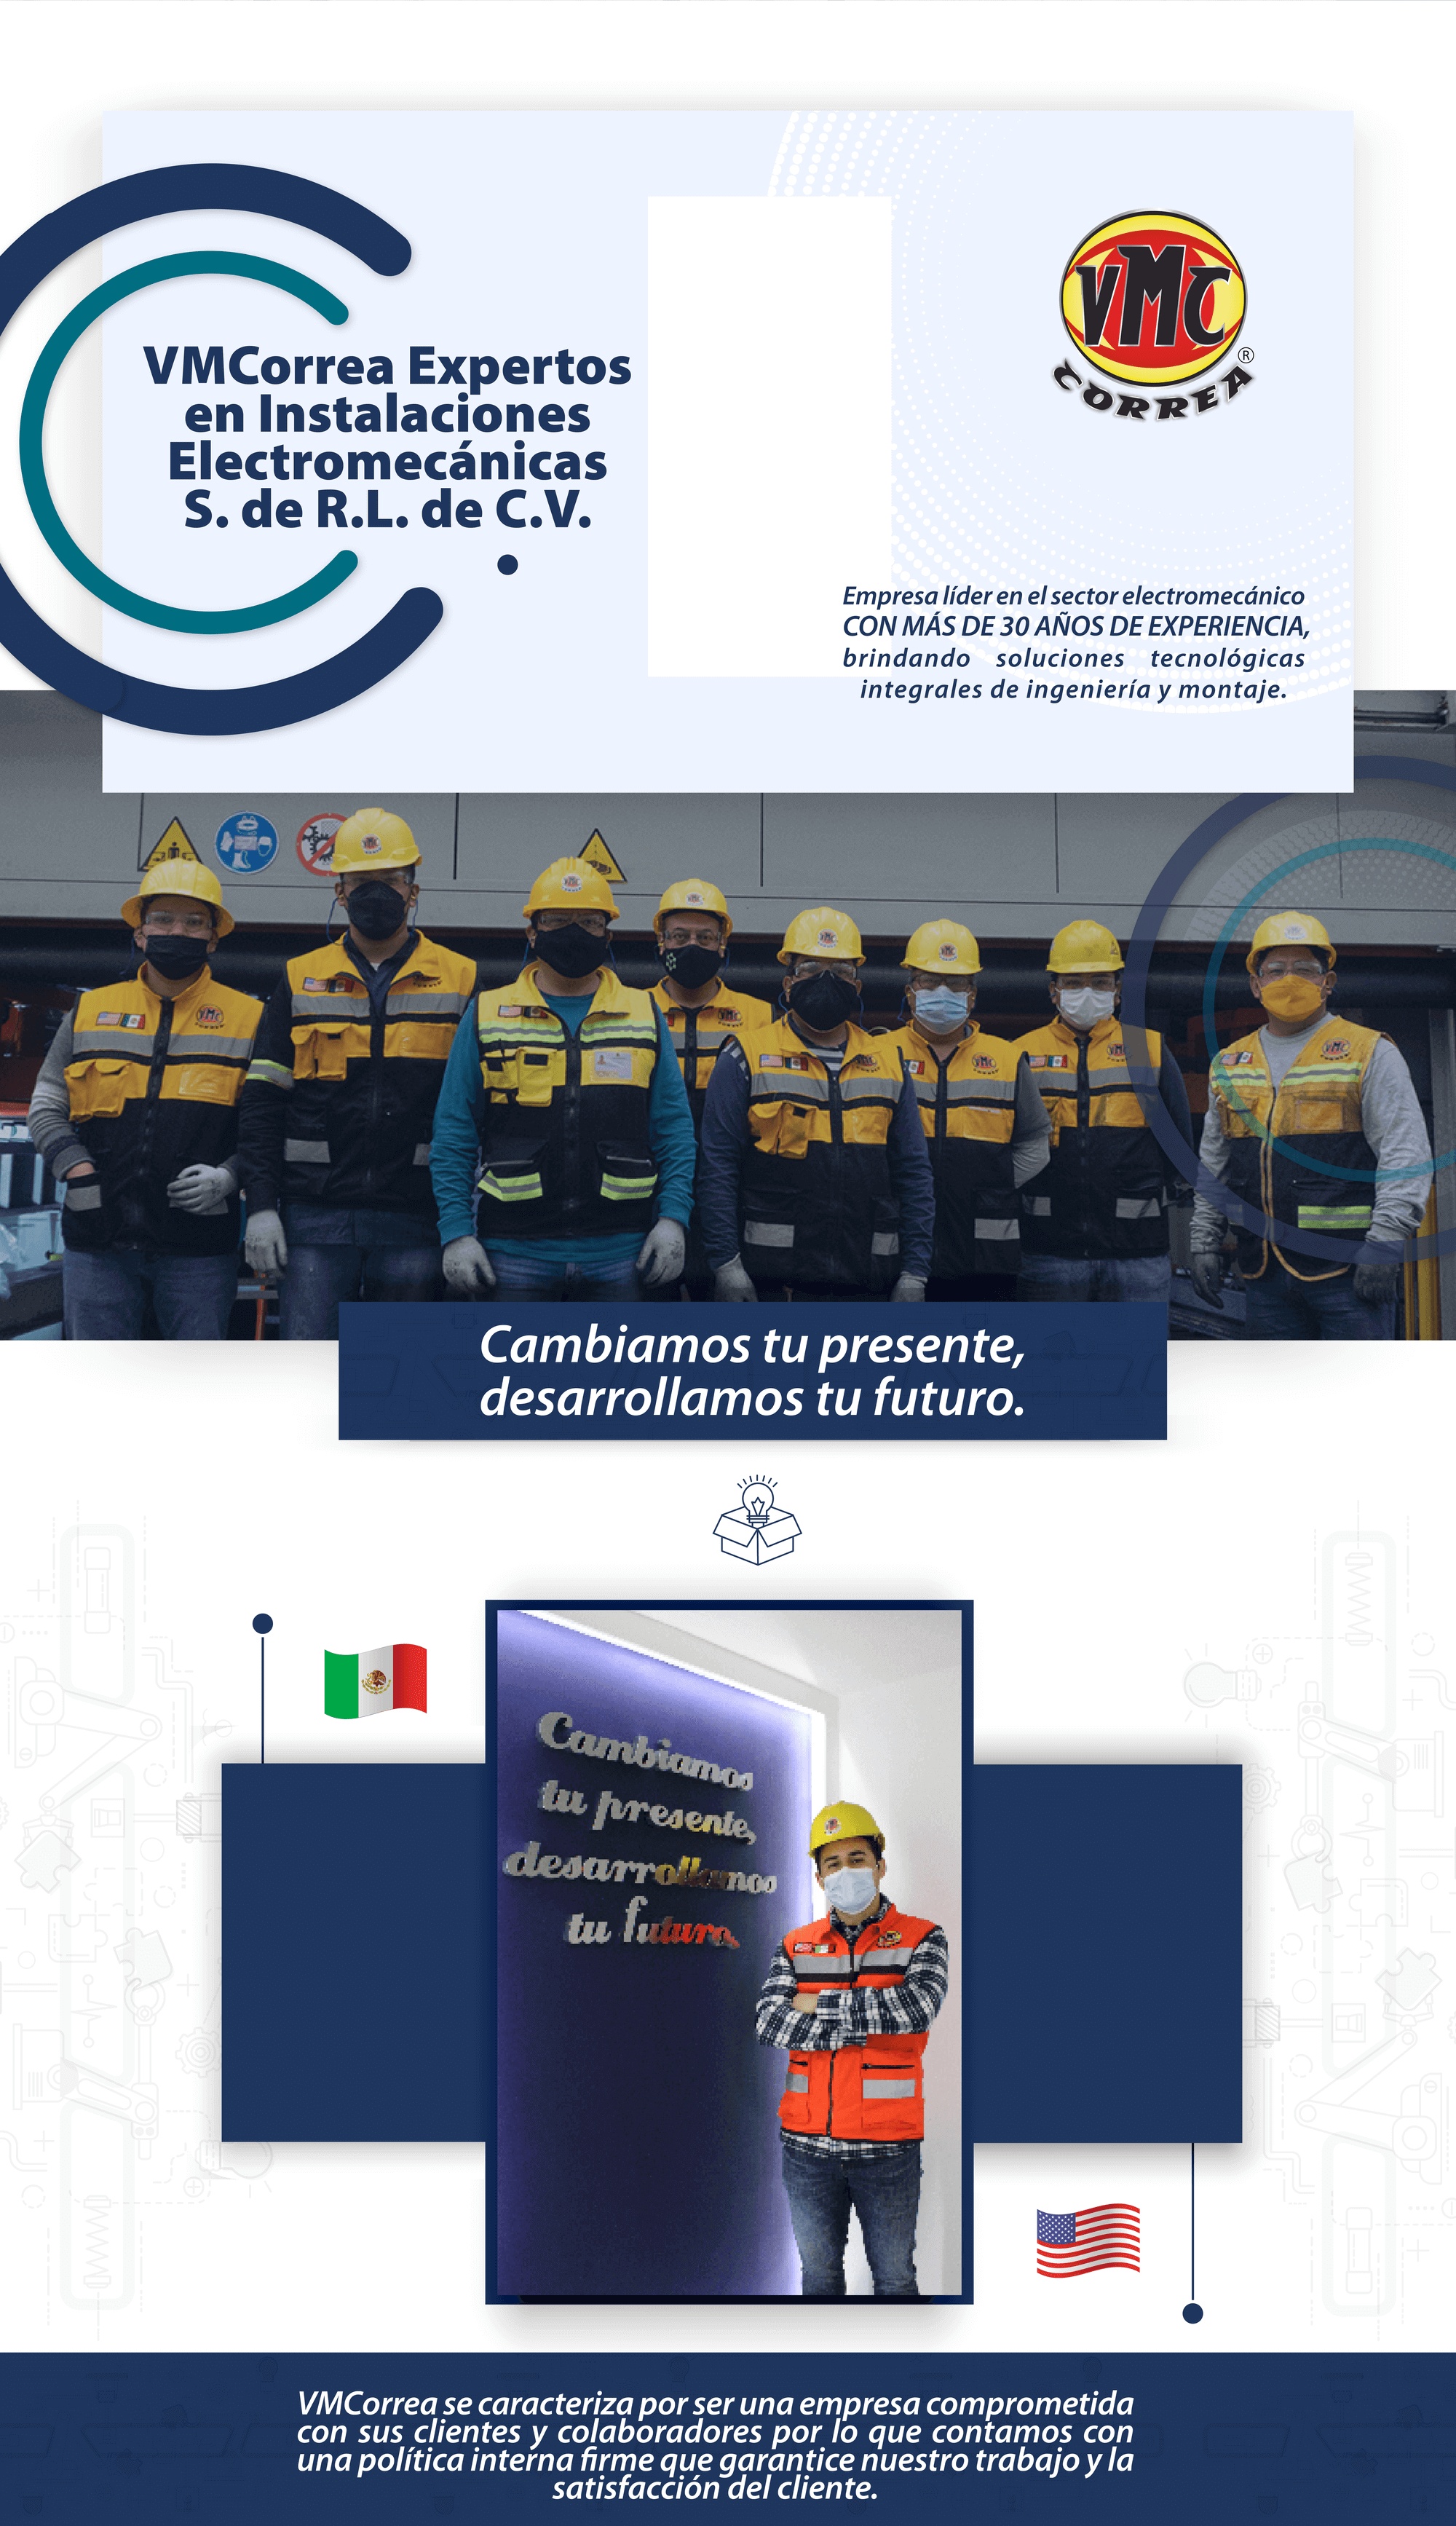 VMCorrea Expertos
en Instalaciones
Electromecánicas
S. de R.L. de C.V.
VMC
CORREA
®
Empresa líder en el sector electromecánico
CON MÁS DE 30 AÑOS DE EXPERIENCIA,
brindando soluciones tecnológicas
integrales de ingeniería y montaje.
Cambiamos tu presente,
desarrollamos tu futuro.
Cambiamos
tu presente,
desarrollamos
tu futuro.
VMCorrea se caracteriza por ser una empresa comprometida
con sus clientes y colaboradores por lo que contamos con
una política interna firme que garantice nuestro trabajo y la
satisfacción del cliente.